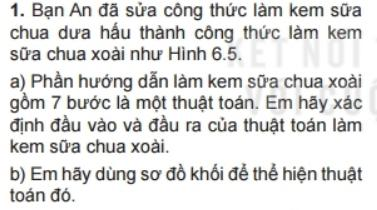 1. Bạn An đã sửa công thức làm kem sữa
chua dưa hấu thành công thức làm kem
sữa chua xoài như Hình 6.5.
a) Phần hướng dẫn làm kem sữa chua xoài
gồm 7 bước là một thuật toán. Em hãy xác
định đầu vào và đầu ra của thuật toán làm
kem sữa chua xoài.
b) Em hãy dùng sơ đồ khối để thể hiện thuật
toán đó.
KẾT NỐI